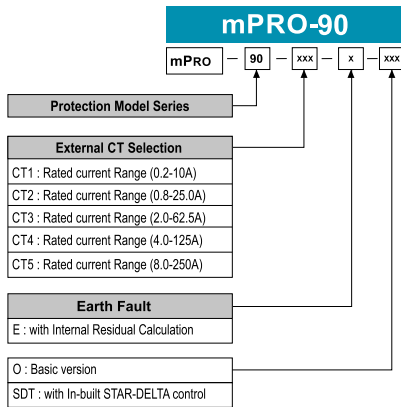 mPRO-90
mPRO – 90 – xxx – x – xxx
Protection Model Series
External CT Selection
CT1 : Rated current Range (0.2-10A)
CT2 : Rated current Range (0.8-25.0A)
CT3 : Rated current Range (2.0-62.5A)
CT4 : Rated current Range (4.0-125A)
CT5 : Rated current Range (8.0-250A)
Earth Fault
E : with Internal Residual Calculation
O : Basic version
SDT : with In-built STAR-DELTA control